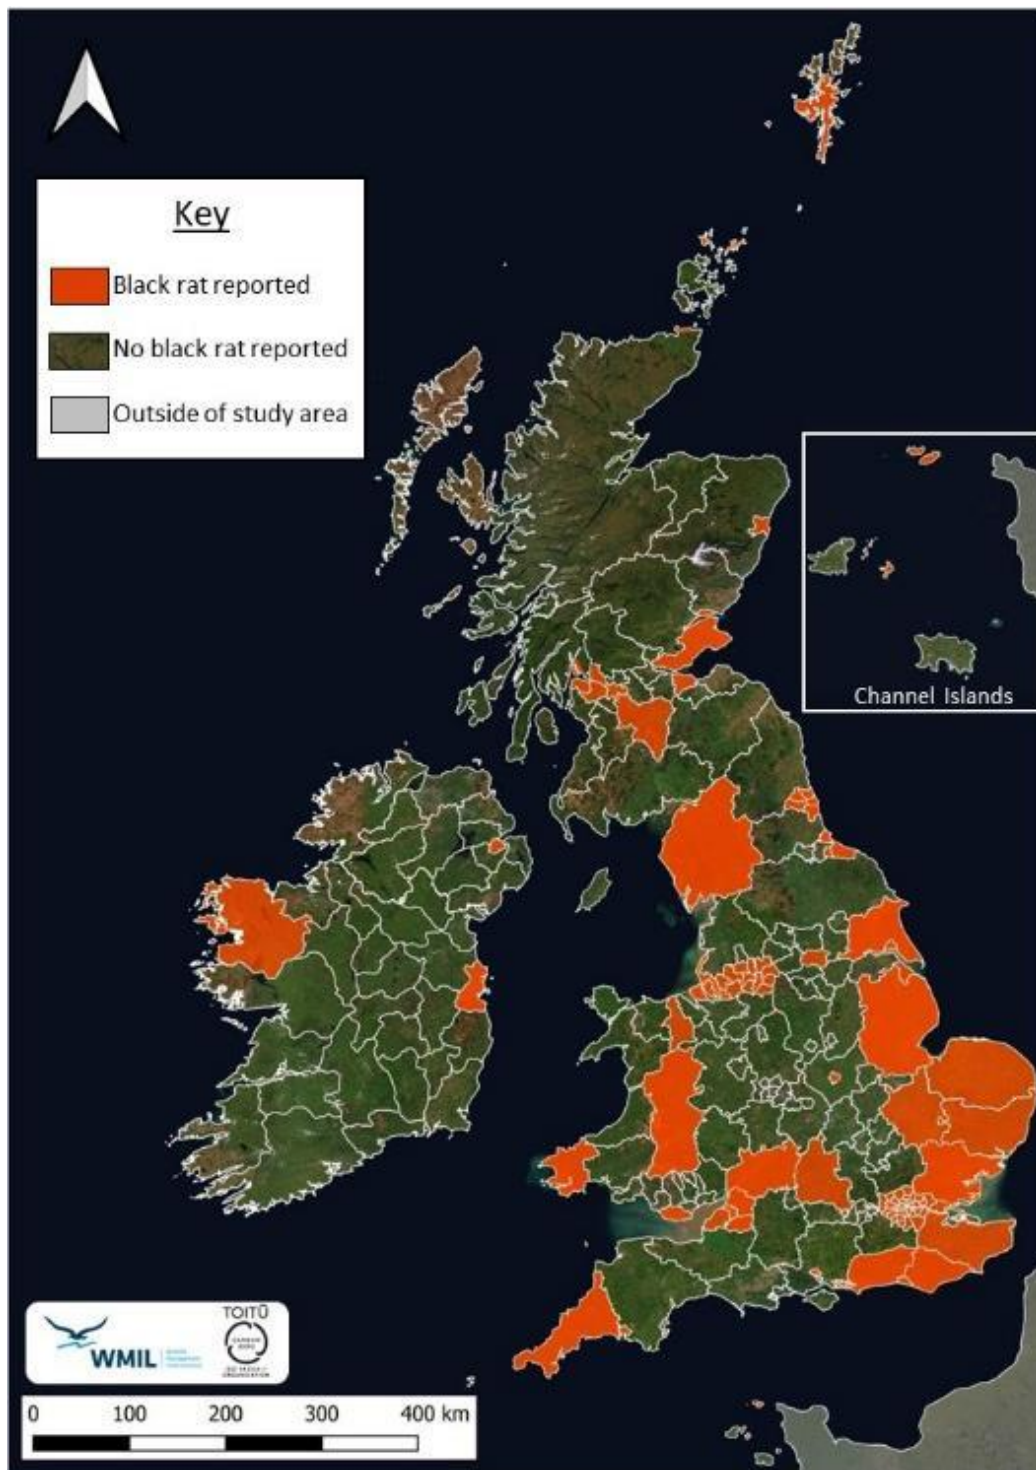 Key
Black rat reported
No black rat reported
Outside of study area
Channel Islands
TOITŪ
WMIL
0 100 200 300 400 km